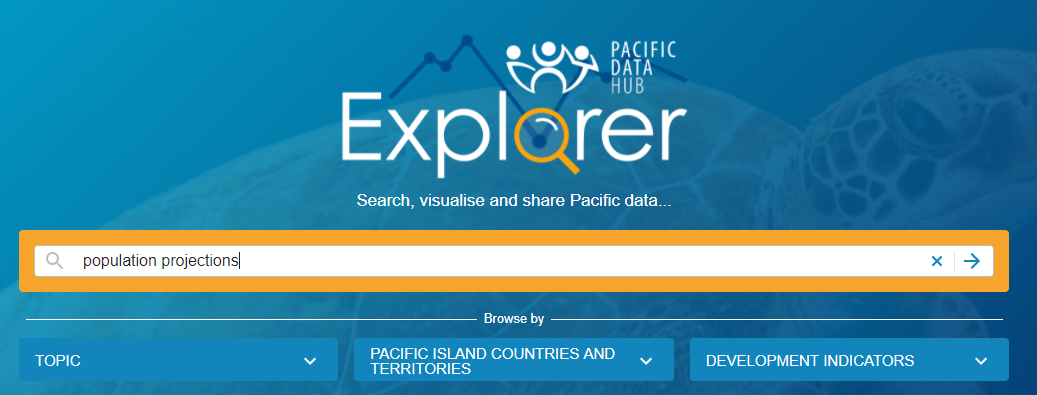 PACIFIC
DATA
HUB
Explorer
Search, visualise and share Pacific data...
population projections
Browse by
TOPIC
PACIFIC ISLAND COUNTRIES AND
TERRITORIES
DEVELOPMENT INDICATORS